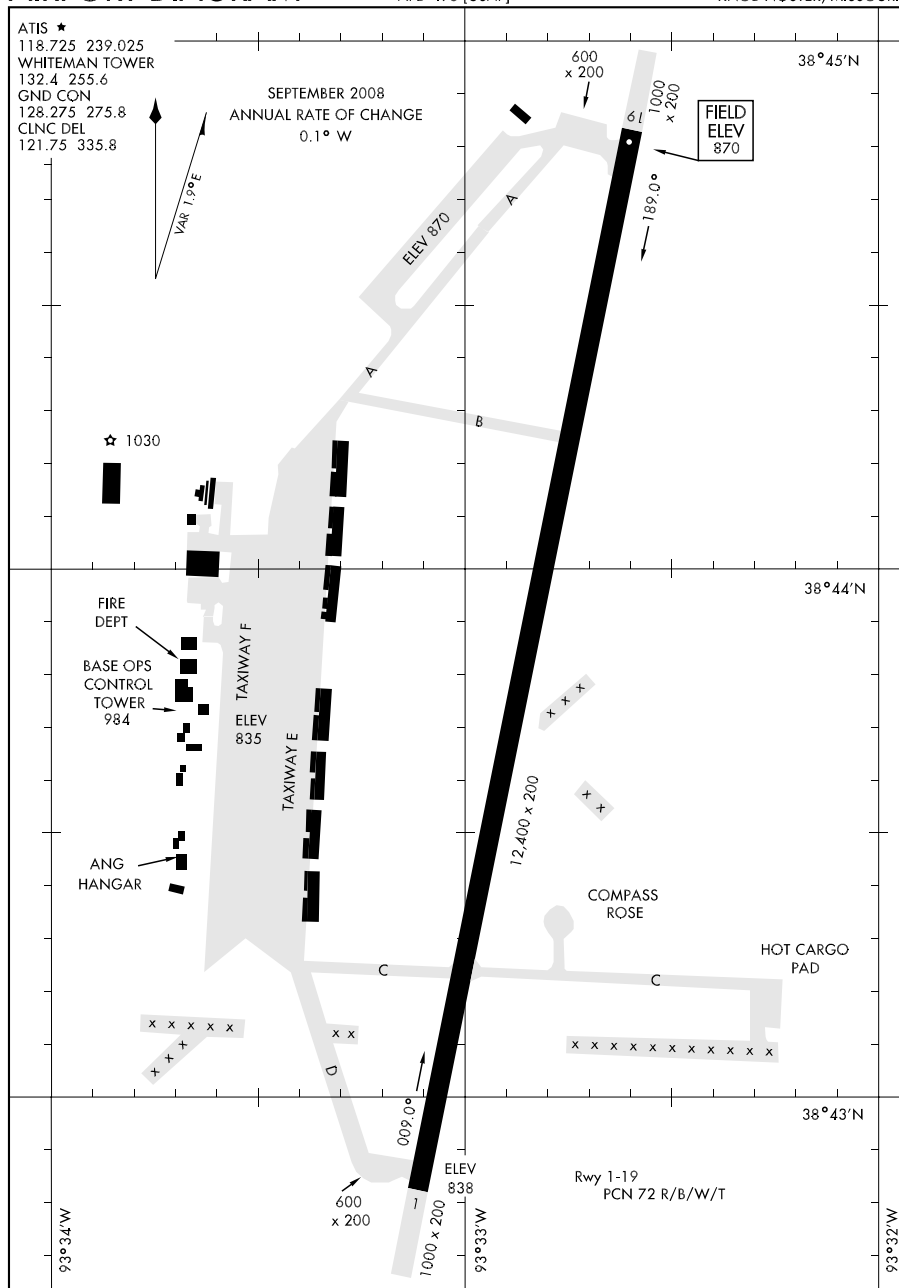 ATIS ★
118.725 239.025
WHITEMAN TOWER
132.4 255.6
GND CON
128.275 275.8
CLNC DEL
121.75 335.8
VAR 1.9°E
SEPTEMBER 2008
ANNUAL RATE OF CHANGE
0.1° W
600
x 200
1000
x 200
38°45'N
19
FIELD
ELEV
870
189.0°
A
ELEV 870
A
B
☆ 1030
38°44'N
FIRE
DEPT
BASE OPS
CONTROL
TOWER
984
TAXIWAY F
ELEV
835
TAXIWAY E
x x x
x x
12,400 x 200
ANG
HANGAR
COMPASS
ROSE
HOT CARGO
PAD
C
C
x x x x x
x x x
x x
x x x x x x x x x x x
D
009.0°
38°43'N
ELEV
838
Rwy 1-19
PCN 72 R/B/W/T
1
600
x 200
1000 x 200
93°34'W
93°33'W
93°32'W